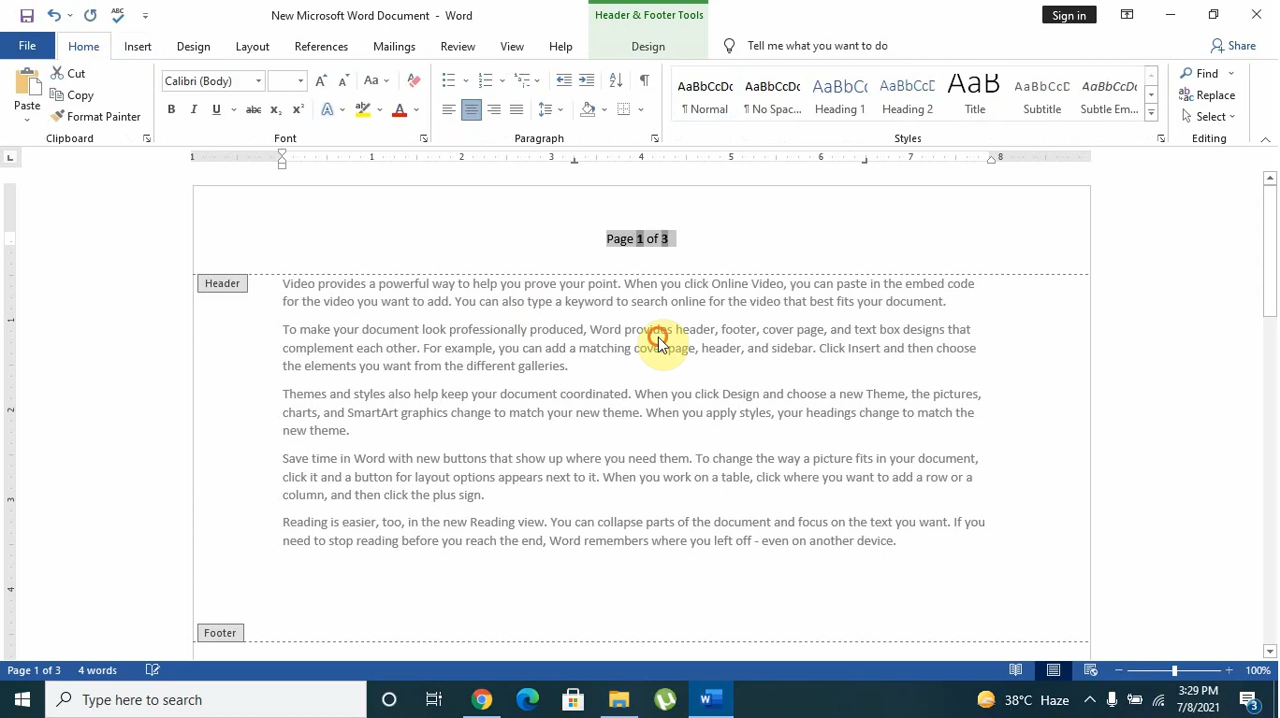 New Microsoft Word Document - Word
Header & Footer Tools
Sign in
File Home Insert Design Layout References Mailings Review View Help Design Tell me what you want to do Share
Paste
Cut
Copy
Format Painter
Clipboard
Calibri (Body)
Font
Paragraph
AaBbCcDc AaBbCcDc AaBbCc AaBbCcD AaB AaBbCcD AaBbCcDc
¶ Normal ¶ No Spac... Heading 1 Heading 2 Title Subtitle Subtle Em...
Styles
Find
Replace
Select
Editing
1 1 2 3 4 5 6 7 8
Page 1 of 3
Header
Video provides a powerful way to help you prove your point. When you click Online Video, you can paste in the embed code
for the video you want to add. You can also type a keyword to search online for the video that best fits your document.
To make your document look professionally produced, Word provides header, footer, cover page, and text box designs that
complement each other. For example, you can add a matching cover page, header, and sidebar. Click Insert and then choose
the elements you want from the different galleries.
Themes and styles also help keep your document coordinated. When you click Design and choose a new Theme, the pictures,
charts, and SmartArt graphics change to match your new theme. When you apply styles, your headings change to match the
new theme.
Save time in Word with new buttons that show up where you need them. To change the way a picture fits in your document,
click it and a button for layout options appears next to it. When you work on a table, click where you want to add a row or a
column, and then click the plus sign.
Reading is easier, too, in the new Reading view. You can collapse parts of the document and focus on the text you want. If you
need to stop reading before you reach the end, Word remembers where you left off - even on another device.
Footer
1
2
3
4
Page 1 of 3 4 words 100%
Type here to search
38°C Haze
3:29 PM
7/8/2021
3